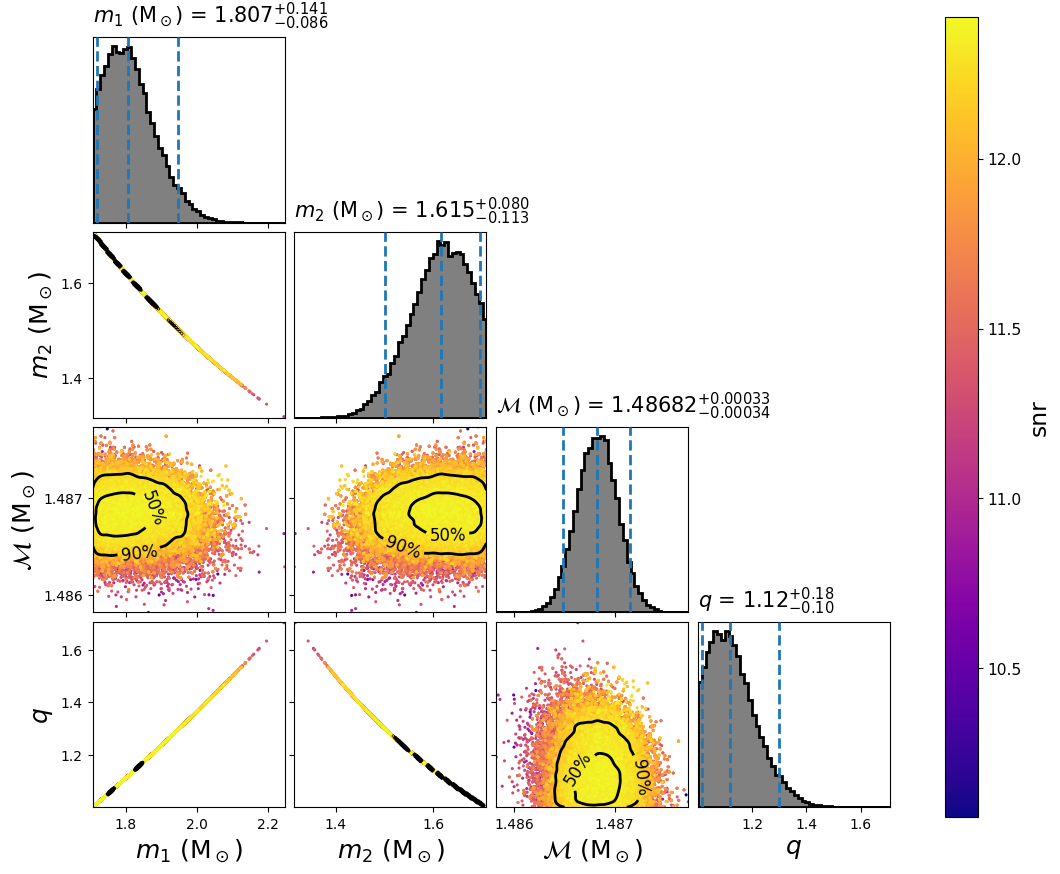 m₁ (M⊙) = 1.807+0.141−0.086
m₂ (M⊙) = 1.615+0.080−0.113
ℳ (M⊙) = 1.48682+0.00033−0.00034
q = 1.12+0.18−0.10
m₂ (M⊙)
1.6
1.4
ℳ (M⊙)
1.487
1.486
50%
90%
90%
50%
q
1.6
1.4
1.2
50%
90%
1.8 2.0 2.2
1.4 1.6
1.486 1.487
1.2 1.4 1.6
m₁ (M⊙)
m₂ (M⊙)
ℳ (M⊙)
q
12.0
11.5
11.0
10.5
snr